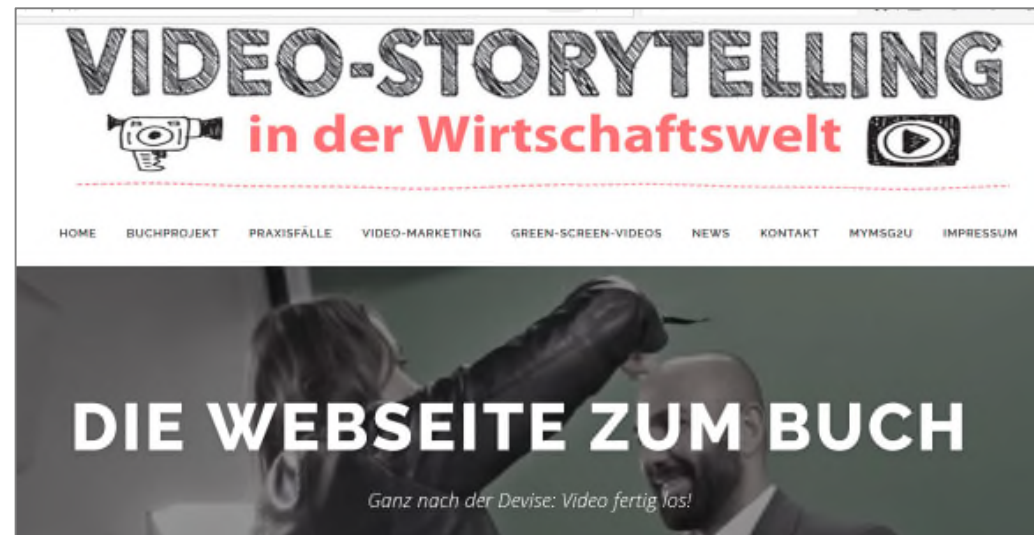 VIDEO-STORYTELLING
in der Wirtschaftswelt
HOME BUCHPROJEKT PRAXISFÄLLE VIDEO-MARKETING GREEN-SCREEN-VIDEOS NEWS KONTAKT MYMSG2U IMPRESSUM
DIE WEBSEITE ZUM BUCH
Ganz nach der Devise: Video fertig los!